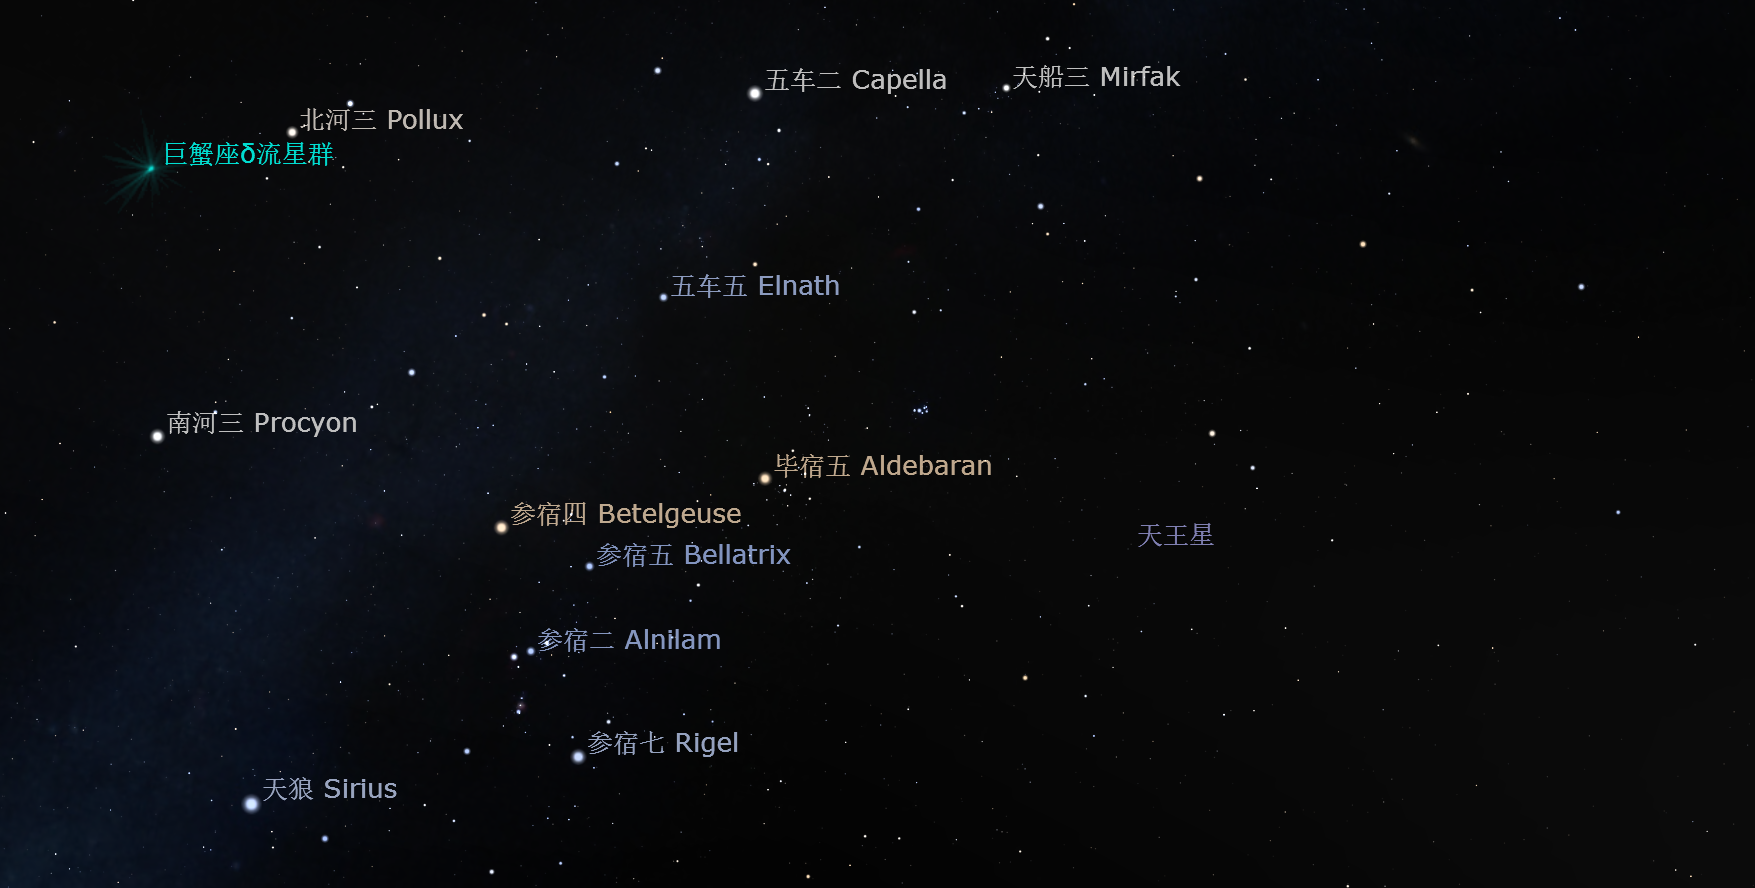 五车二 Capella
天船三 Mirfak
北河三 Pollux
巨蟹座δ流星群
五车五 Elnath
南河三 Procyon
毕宿五 Aldebaran
参宿四 Betelgeuse
天王星
参宿五 Bellatrix
参宿二 Alnilam
参宿七 Rigel
天狼 Sirius